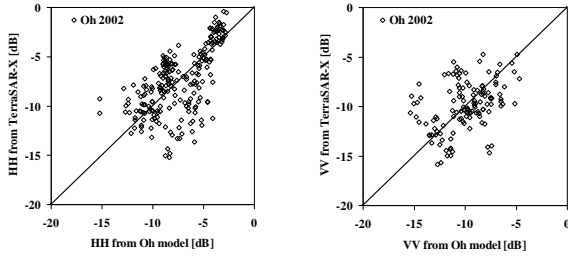 0
-5
-10
-15
-20
-20 -15 -10 -5 0
HH from TerraSAR-X [dB]
HH from Oh model [dB]
Oh 2002
0
-5
-10
-15
-20
-20 -15 -10 -5 0
VV from TerraSAR-X [dB]
VV from Oh model [dB]
Oh 2002